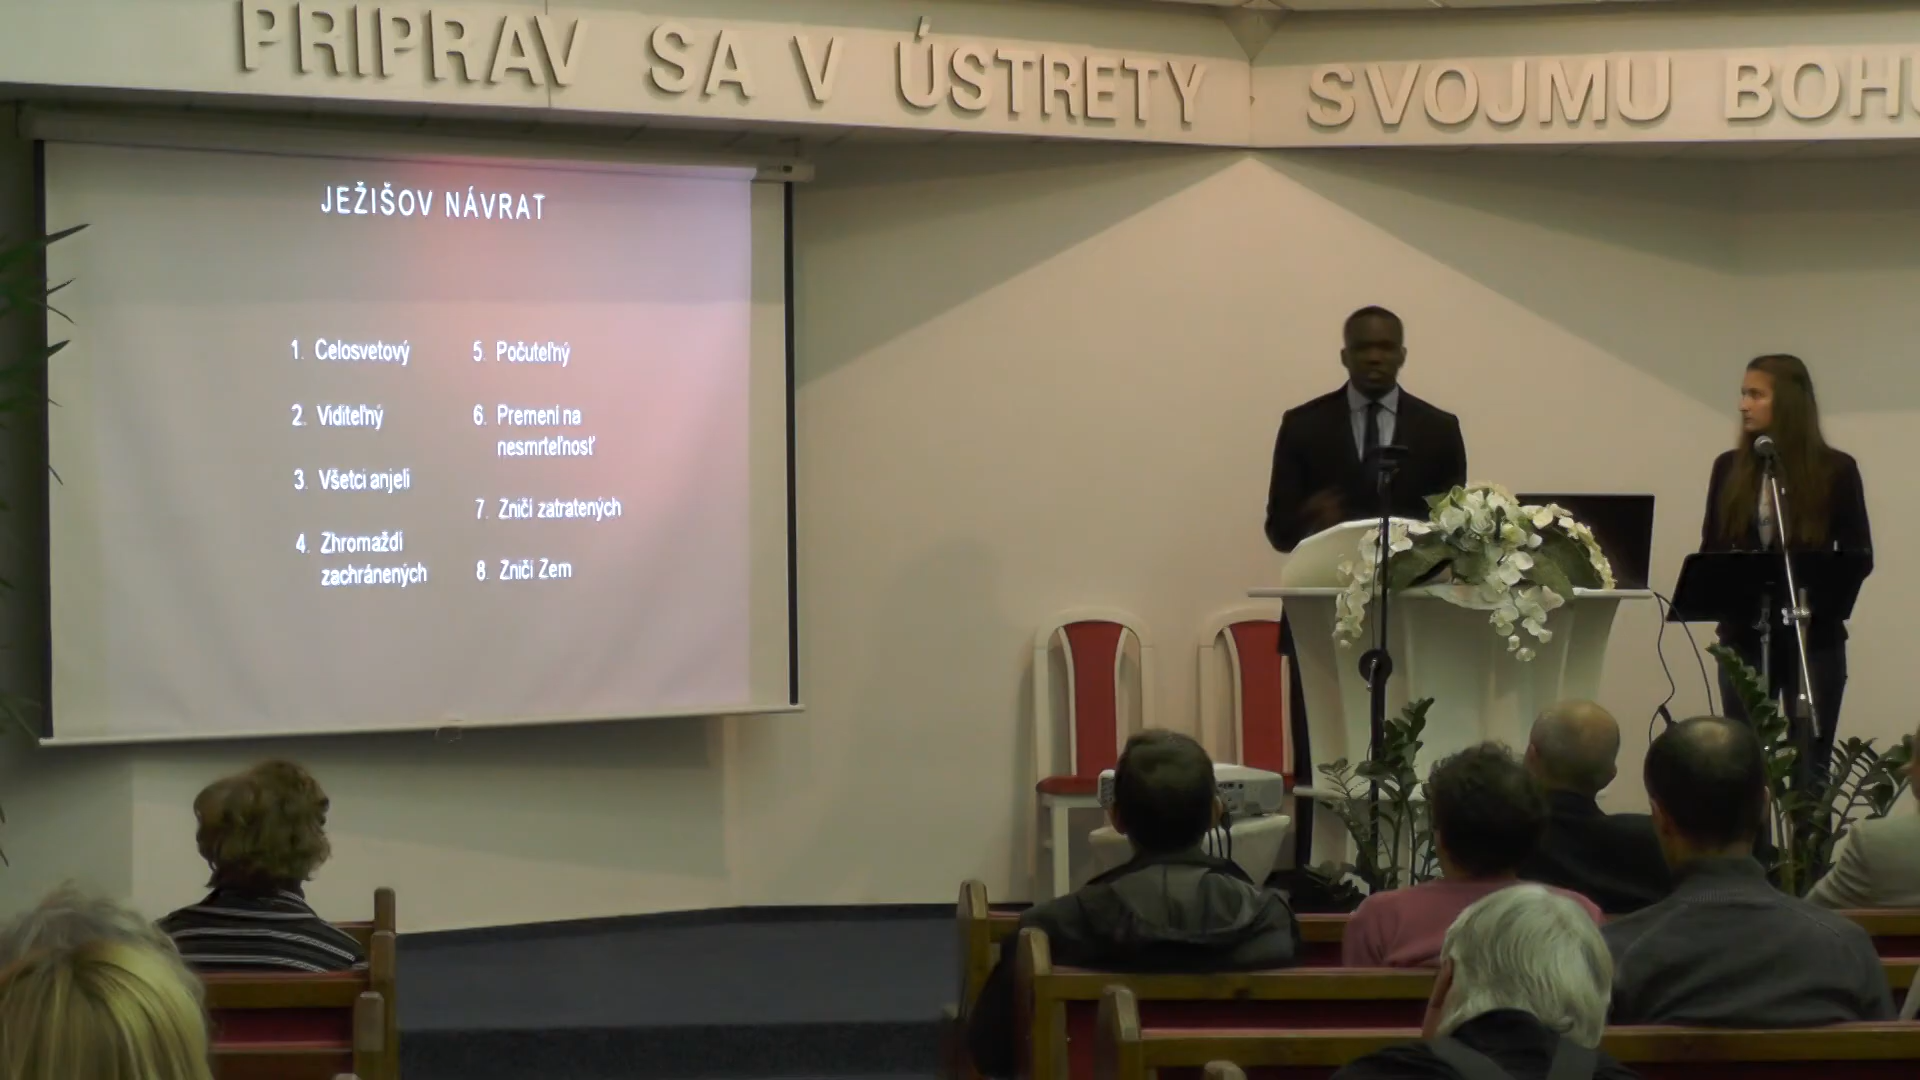 PRIPRAV SA V ÚSTRETY SVOJMU BOHU
JEŽIŠOV NÁVRAT
1. Celosvetový
2. Viditeľný
3. Všetci anjeli
4. Zhromaždí
zachránených
5. Počuteľný
6. Premení na
nesmrteľnosť
7. Zničí zatratených
8. Zničí Zem